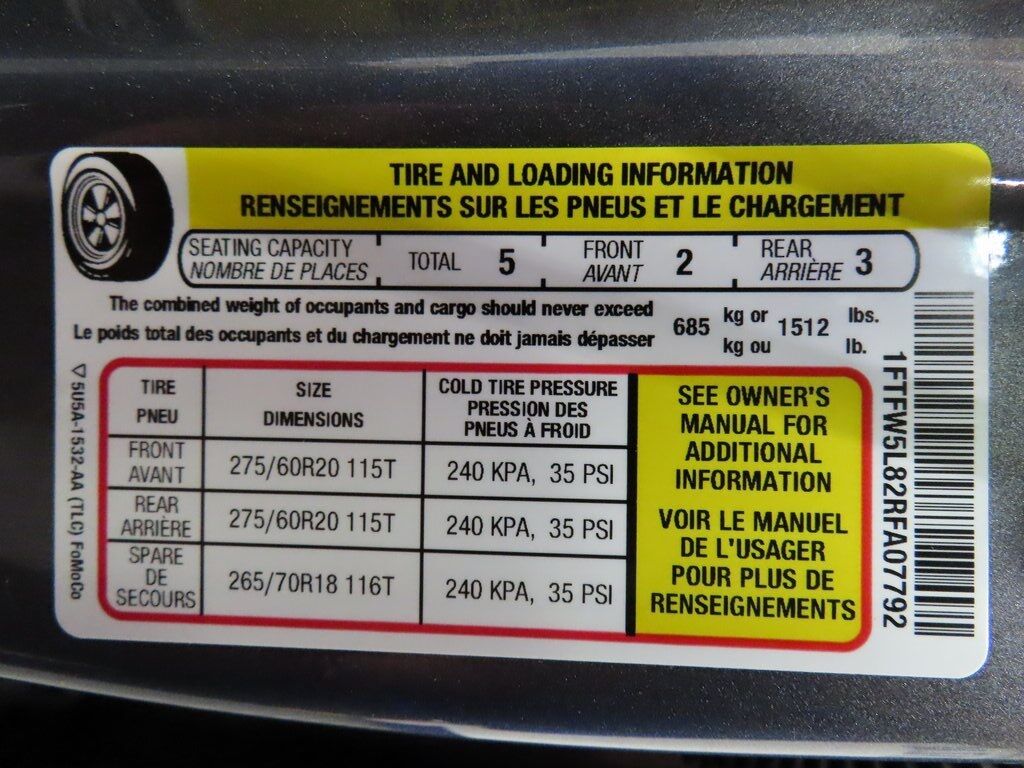 TIRE AND LOADING INFORMATION
RENSEIGNEMENTS SUR LES PNEUS ET LE CHARGEMENT
SEATING CAPACITY
NOMBRE DE PLACES
TOTAL 5
FRONT
AVANT
2
REAR
ARRIÈRE
3
The combined weight of occupants and cargo should never exceed
Le poids total des occupants et du chargement ne doit jamais dépasser
685
kg or
kg ou
1512
lbs.
lb.
TIRE
PNEU
SIZE
DIMENSIONS
COLD TIRE PRESSURE
PRESSION DES
PNEUS À FROID
FRONT
AVANT
275/60R20 115T
240 KPA, 35 PSI
REAR
ARRIÈRE
275/60R20 115T
240 KPA, 35 PSI
SPARE
DE
SECOURS
265/70R18 116T
240 KPA, 35 PSI
SEE OWNER'S
MANUAL FOR
ADDITIONAL
INFORMATION
VOIR LE MANUEL
DE L'USAGER
POUR PLUS DE
RENSEIGNEMENTS
5U5A-1532-AA (TLC) FoMoCo
1FTFW5L82RFA07792